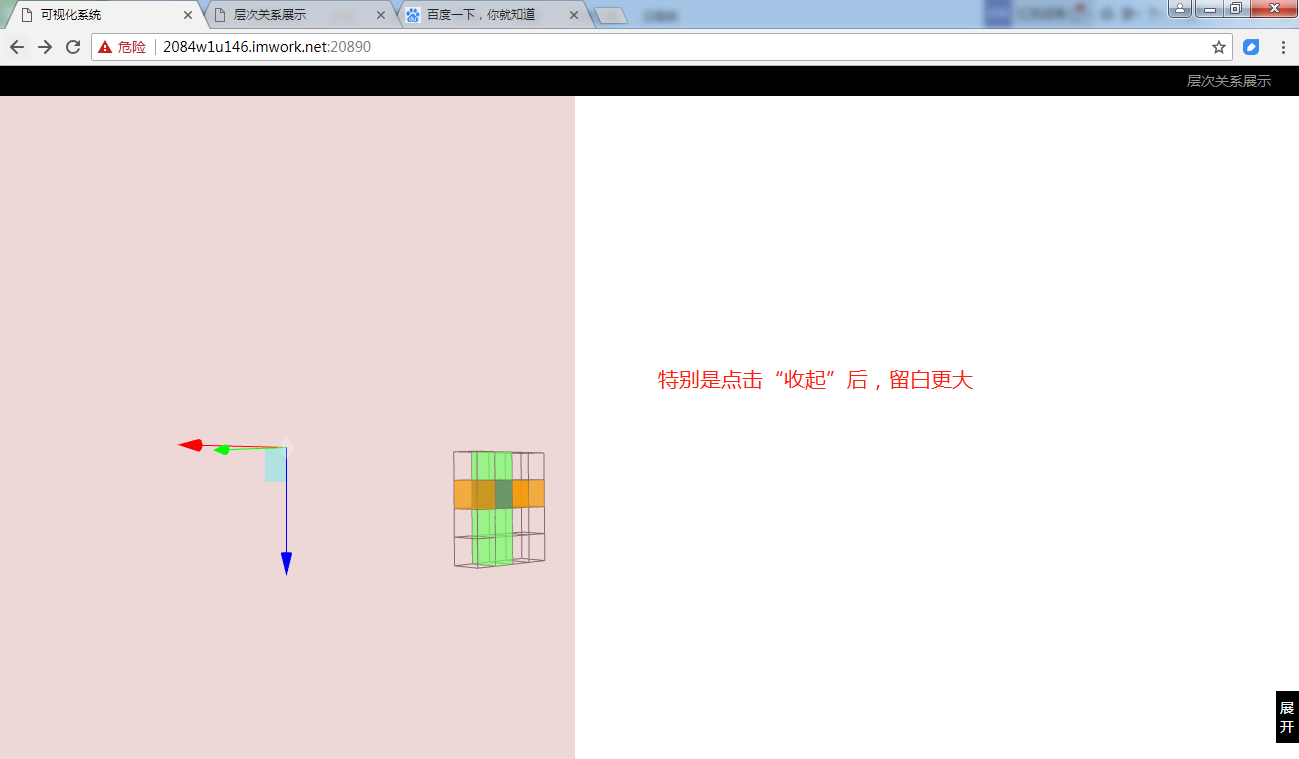 可视化系统
层次关系展示
百度一下，你就知道
危险
2084w1u146.imwork.net:20890
层次关系展示
特别是点击“收起”后，留白更大
展
开